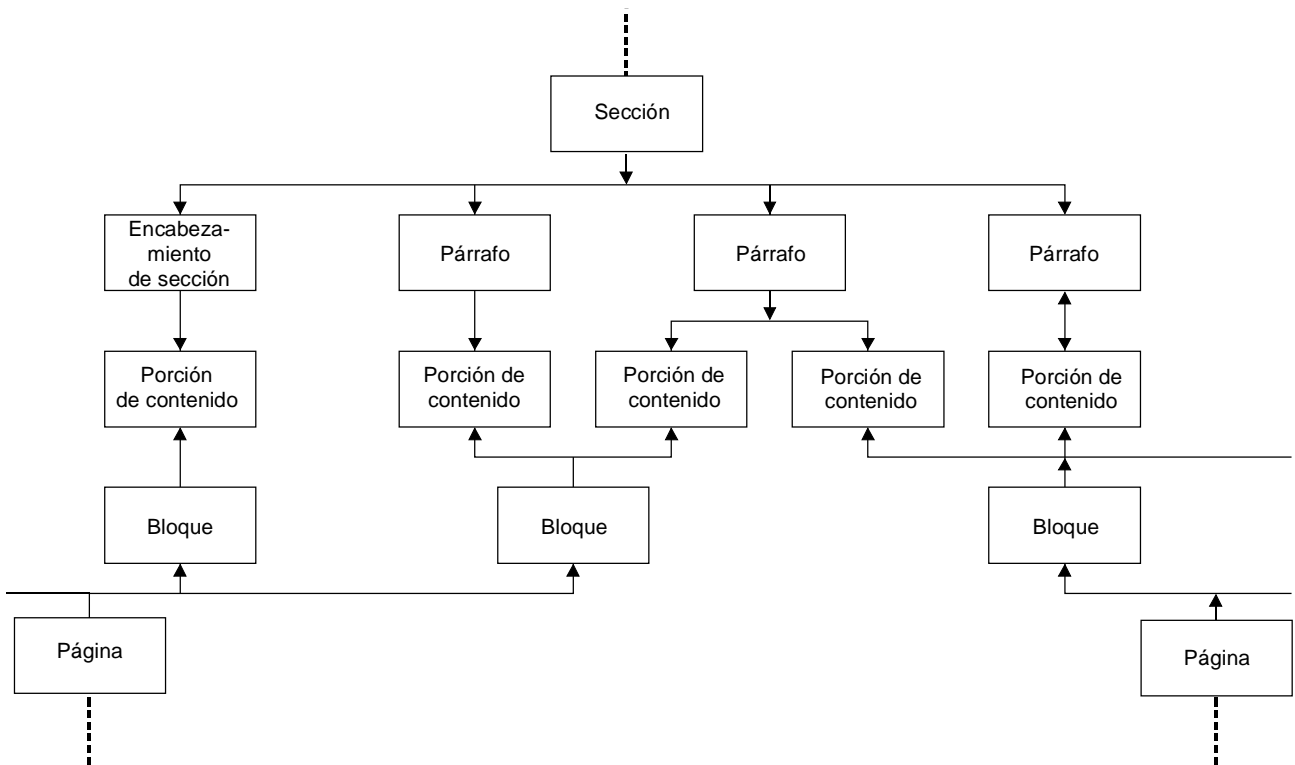 Sección
Encabeza-
miento
de sección
Párrafo
Párrafo
Párrafo
Porción
de contenido
Porción de
contenido
Porción de
contenido
Porción de
contenido
Porción de
contenido
Bloque
Bloque
Bloque
Página
Página